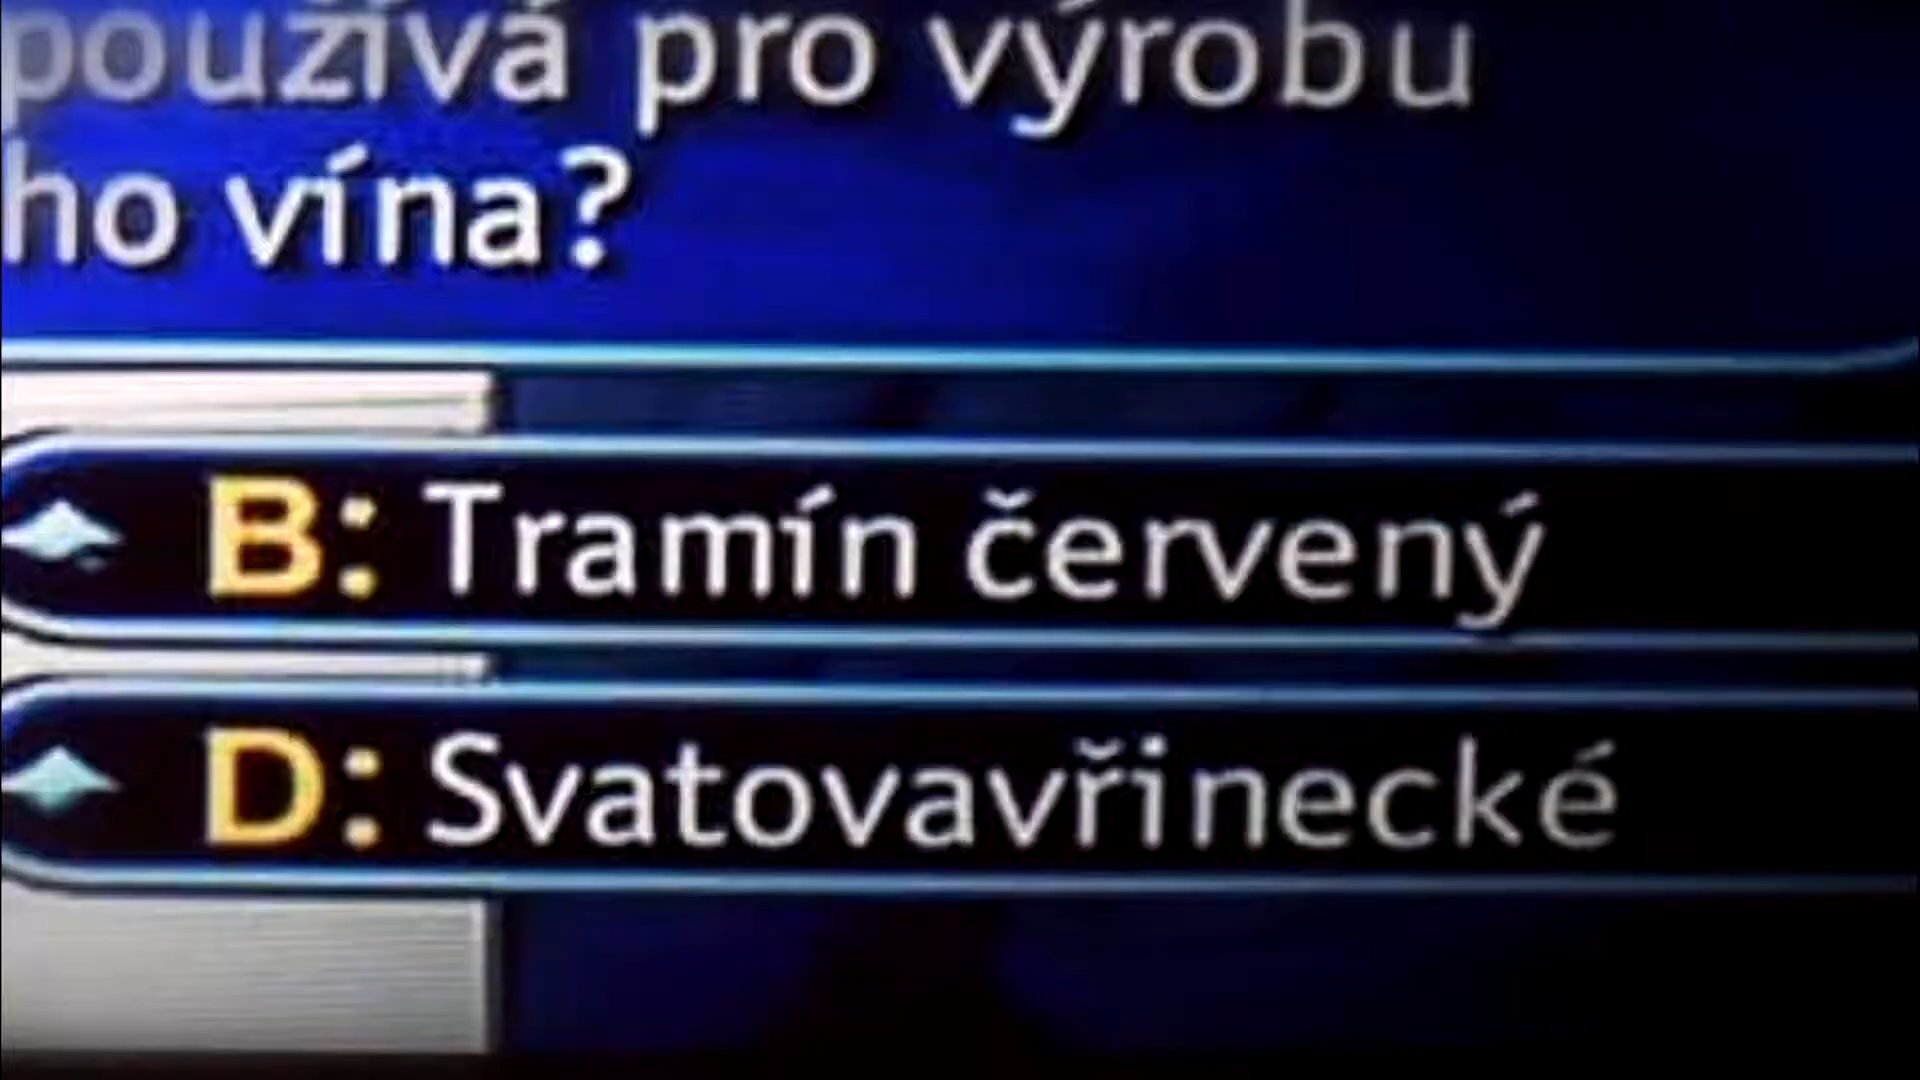 používá pro výrobu
ho vína?
B: Tramín červený
D: Svatovavřinecké